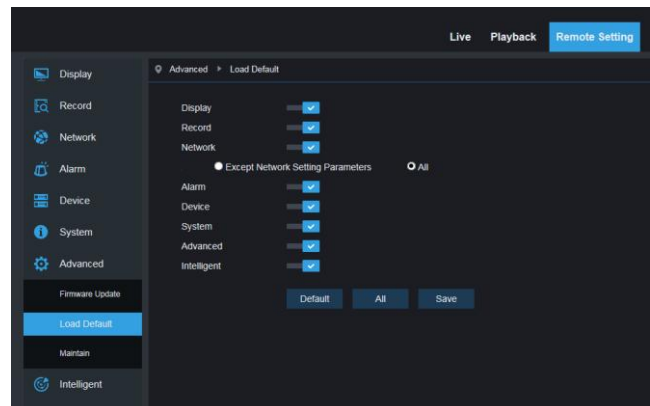 Live Playback Remote Setting
Display
Record
Network
Alarm
Device
System
Advanced
Firmware Update
Load Default
Maintain
Intelligent
Advanced Load Default
Display
Record
Network
Except Network Setting Parameters All
Alarm
Device
System
Advanced
Intelligent
Default All Save